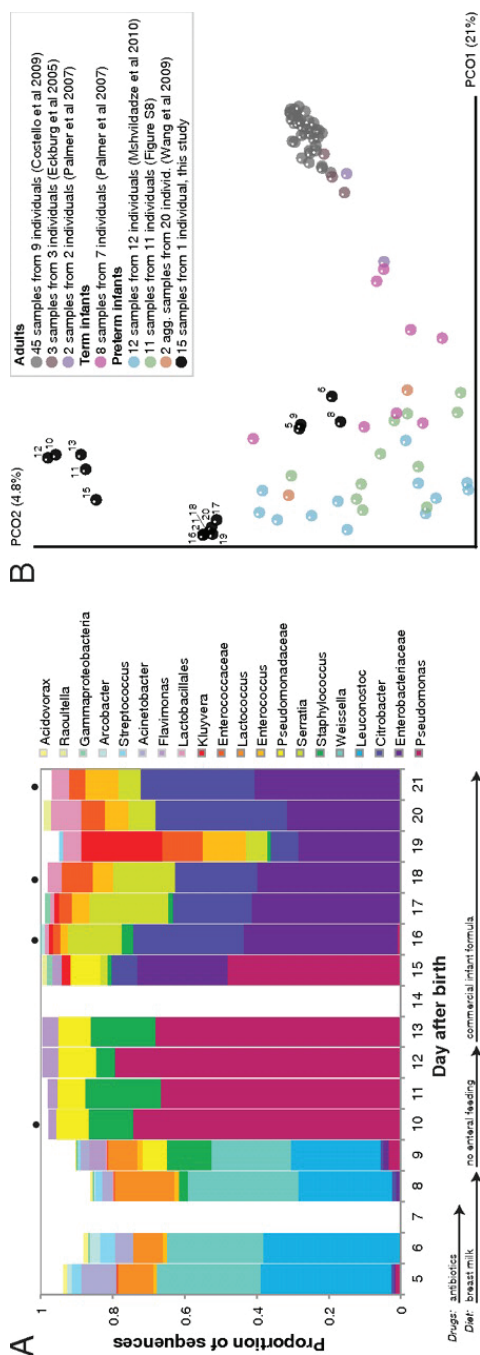 A
Proportion of sequences
1
0.8
0.6
0.4
0.2
0
5
6
7
8
9
10
11
12
13
14
15
16
17
18
19
20
21
Day after birth
Drugs: antibiotics
Diet: breast milk
no enteral feeding
commercial infant formula
Acidovorax
Raoultella
Gammaproteobacteria
Arcobacter
Streptococcus
Acinetobacter
Flavimonas
Lactobacillales
Kluyvera
Enterococcaceae
Lactococcus
Enterococcus
Pseudomonadaceae
Serratia
Staphylococcus
Weissella
Leuconostoc
Citrobacter
Enterobacteriaceae
Pseudomonas
B
PCO2 (4.8%)
Adults
45 samples from 9 individuals (Costello et al 2009)
3 samples from 3 individuals (Eckburg et al 2005)
2 samples from 2 individuals (Palmer et al 2007)
Term infants
8 samples from 7 individuals (Palmer et al 2007)
Preterm infants
12 samples from 12 individuals (Mshvildadze et al 2010)
11 samples from 11 individuals (Figure S8)
2 agg. samples from 20 individ. (Wang et al 2009)
15 samples from 1 individual, this study
12
10
13
11
15
16
21
18
20
17
19
5
9
6
8
PCO1 (21%)